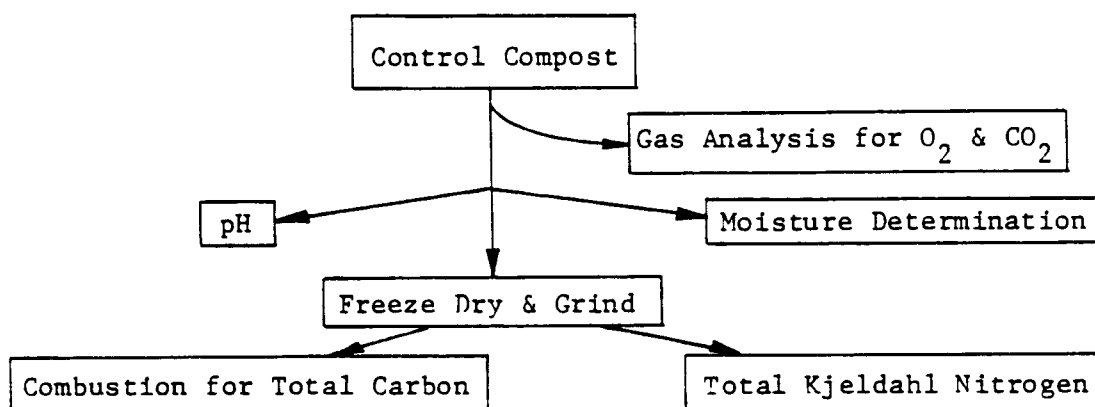 Control Compost
Gas Analysis for O₂ & CO₂
pH
Moisture Determination
Freeze Dry & Grind
Combustion for Total Carbon
Total Kjeldahl Nitrogen